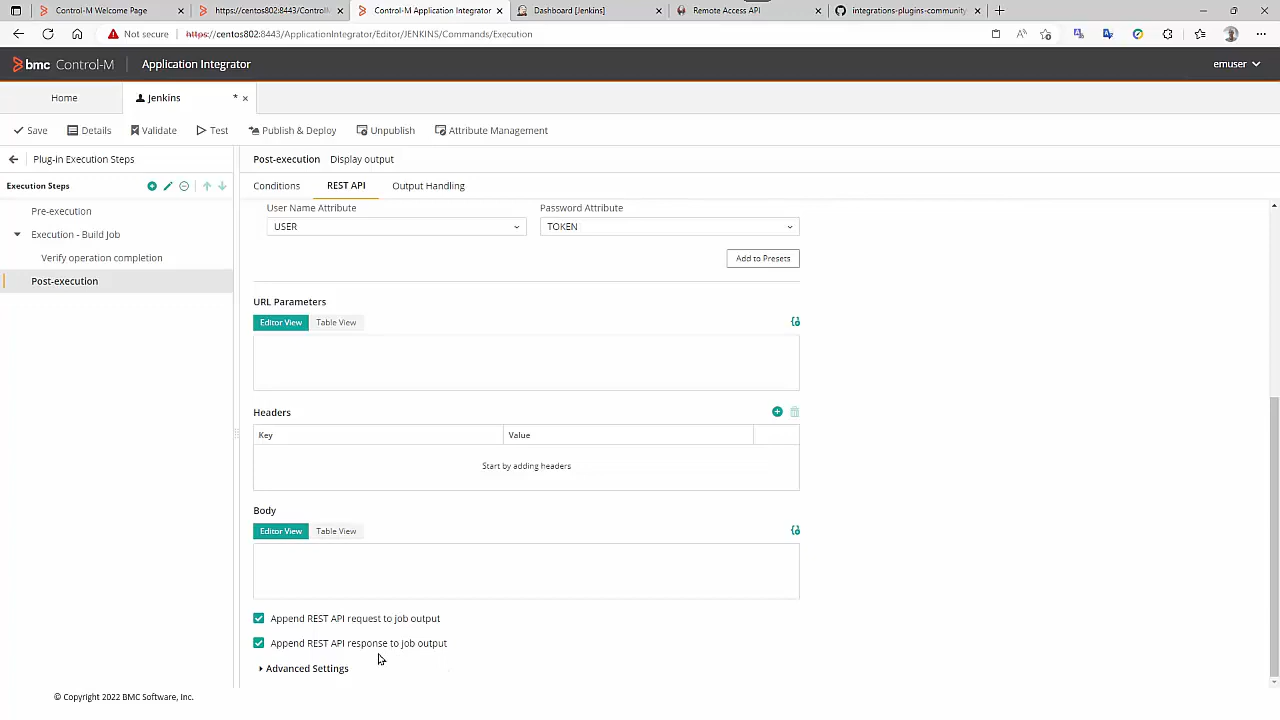 Control-M Welcome Page
https://centos802:8443/ControlM
Control-M Application Integrator
Dashboard [Jenkins]
Remote Access API
integrations-plugins-community
Not secure https://centos802:8443/ApplicationIntegrator/Editor/JENKINS/Commands/Execution
bmc Control-M Application Integrator emuser
Home Jenkins *
Save Details Validate Test Publish & Deploy Unpublish Attribute Management
Plug-in Execution Steps
Post-execution Display output
Execution Steps
Conditions REST API Output Handling
Pre-execution
Execution - Build Job
Verify operation completion
Post-execution
User Name Attribute Password Attribute
USER TOKEN
Add to Presets
URL Parameters
Editor View Table View
Headers
Key Value
Start by adding headers
Body
Editor View Table View
Append REST API request to job output
Append REST API response to job output
Advanced Settings
© Copyright 2022 BMC Software, Inc.